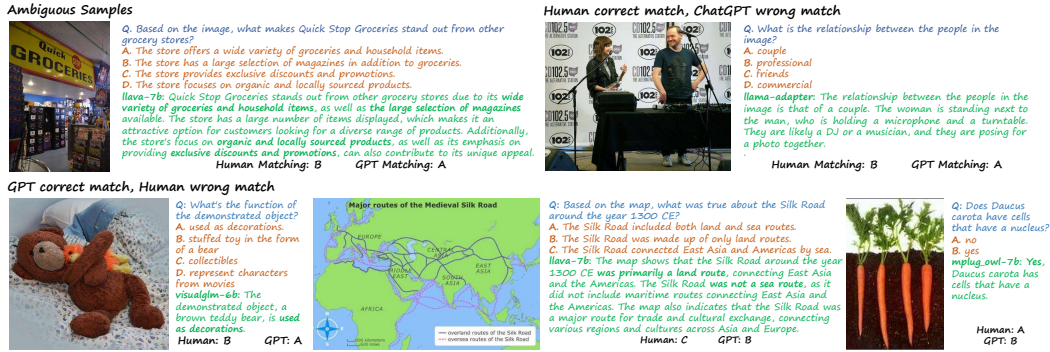 Ambiguous Samples
Quick
Stop
GROCERIES
Q. Based on the image, what makes Quick Stop Groceries stand out from other
grocery stores?
A. The store offers a wide variety of groceries and household items.
B. The store has a large selection of magazines in addition to groceries.
C. The store provides exclusive discounts and promotions.
D. The store focuses on organic and locally sourced products.
llava-7b: Quick Stop Groceries stands out from other grocery stores due to its wide
variety of groceries and household items, as well as the large selection of magazines
available. The store has a large number of items displayed, which makes it an
attractive option for customers looking for a diverse range of products. Additionally,
the store's focus on organic and locally sourced products, as well as its emphasis on
providing exclusive discounts and promotions, can also contribute to its unique appeal.
Human Matching: B GPT Matching: A
Human correct match, ChatGPT wrong match
Q. What is the relationship between the people in the
image?
A. couple
B. professional
C. friends
D. commercial
llama-adapter: The relationship between the people in the
image is that of a couple. The woman is standing next to
the man, who is holding a microphone and a turntable.
They are likely a DJ or a musician, and they are posing for
a photo together.
.
Human Matching: B GPT Matching: A
GPT correct match, Human wrong match
Q: What's the function of
the demonstrated object?
A. used as decorations.
B. stuffed toy in the form
of a bear
C. collectibles
D. represent characters
from movies
visualglm-6b: The
demonstrated object, a
brown teddy bear, is used
as decorations.
Human: B GPT: A
Major routes of the Medieval Silk Road
EUROPE
CENTRAL
ASIA
MIDDLE
EAST
EAST
ASIA
SOUTH
ASIA
AFRICA
overland routes of the Silk Road
oversea routes of the Silk Road
Q: Based on the map, what was true about the Silk Road
around the year 1300 CE?
A. The Silk Road included both land and sea routes.
B. The Silk Road was made up of only land routes.
C. The Silk Road connected East Asia and Americas by sea.
llava-7b: The map shows that the Silk Road around the year
1300 CE was primarily a land route, connecting East Asia
and the Americas. The Silk Road was not a sea route, as it
did not include maritime routes connecting East Asia and
the Americas. The map also indicates that the Silk Road was
a major route for trade and cultural exchange, connecting
various regions and cultures across Asia and Europe.
Human: C GPT: B
Q: Does Daucus
carota have cells
that have a nucleus?
A. no
B. yes
mplug_owl-7b: Yes,
Daucus carota has
cells that have a
nucleus.
Human: A
GPT: B